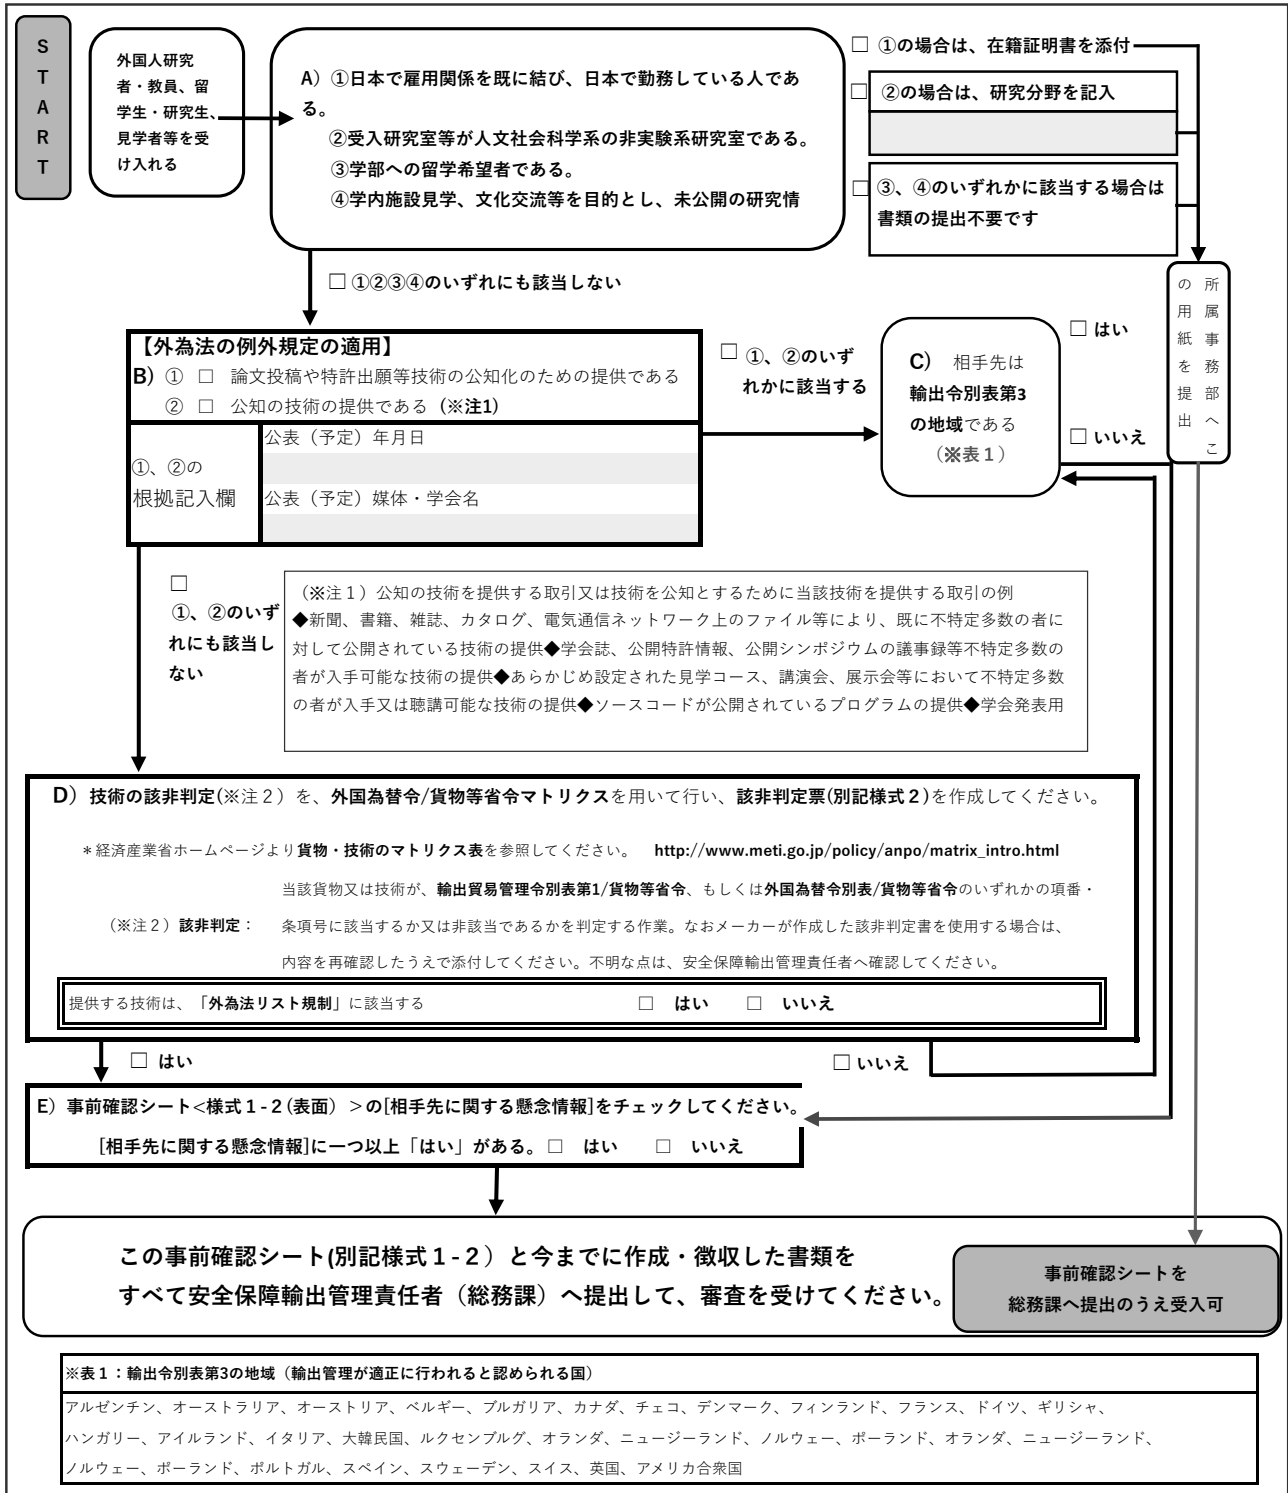 START
外国人研究
者・教員、留
学生・研究生、
見学者等を受
け入れる
A）①日本で雇用関係を既に結び、日本で勤務している人であ
る。
②受入研究室等が人文社会科学系の非実験系研究室である。
③学部への留学希望者である。
④学内施設見学、文化交流等を目的とし、未公開の研究情
□ ①の場合は、在籍証明書を添付
□ ②の場合は、研究分野を記入
□ ③、④のいずれかに該当する場合は
書類の提出不要です
所属事務部へこ
の用紙を提出
□ ①②③④のいずれにも該当しない
【外為法の例外規定の適用】
B）① □ 論文投稿や特許出願等技術の公知化のための提供である
② □ 公知の技術の提供である（※注1）
①、②の
根拠記入欄
公表（予定）年月日
公表（予定）媒体・学会名
□ ①、②のいず
れかに該当する
C） 相手先は
輸出令別表第3
の地域である
（※表１）
□ はい
□ いいえ
□
①、②のいず
れにも該当し
ない
（※注１）公知の技術を提供する取引又は技術を公知とするために当該技術を提供する取引の例
◆新聞、書籍、雑誌、カタログ、電気通信ネットワーク上のファイル等により、既に不特定多数の者に
対して公開されている技術の提供◆学会誌、公開特許情報、公開シンポジウムの議事録等不特定多数の
者が入手可能な技術の提供◆あらかじめ設定された見学コース、講演会、展示会等において不特定多数
の者が入手又は聴講可能な技術の提供◆ソースコードが公開されているプログラムの提供◆学会発表用
D）技術の該非判定(※注２）を、外国為替令/貨物等省令マトリクスを用いて行い、該非判定票(別記様式２)を作成してください。
＊経済産業省ホームページより貨物・技術のマトリクス表を参照してください。 http://www.meti.go.jp/policy/anpo/matrix_intro.html
当該貨物又は技術が、輸出貿易管理令別表第1/貨物等省令、もしくは外国為替令別表/貨物等省令のいずれかの項番・
（※注２）該非判定： 条項号に該当するか又は非該当であるかを判定する作業。なおメーカーが作成した該非判定書を使用する場合は、
内容を再確認したうえで添付してください。不明な点は、安全保障輸出管理責任者へ確認してください。
提供する技術は、「外為法リスト規制」に該当する □ はい □ いいえ
□ はい
□ いいえ
E）事前確認シート<様式１-２(表面）＞の[相手先に関する懸念情報]をチェックしてください。
[相手先に関する懸念情報]に一つ以上「はい」がある。□ はい □ いいえ
この事前確認シート(別記様式１-２）と今までに作成・徴収した書類を
すべて安全保障輸出管理責任者（総務課）へ提出して、審査を受けてください。
事前確認シートを
総務課へ提出のうえ受入可
※表１：輸出令別表第3の地域（輸出管理が適正に行われると認められる国）
アルゼンチン、オーストラリア、オーストリア、ベルギー、ブルガリア、カナダ、チェコ、デンマーク、フィンランド、フランス、ドイツ、ギリシャ、
ハンガリー、アイルランド、イタリア、大韓民国、ルクセンブルグ、オランダ、ニュージーランド、ノルウェー、ポーランド、オランダ、ニュージーランド、
ノルウェー、ポーランド、ポルトガル、スペイン、スウェーデン、スイス、英国、アメリカ合衆国